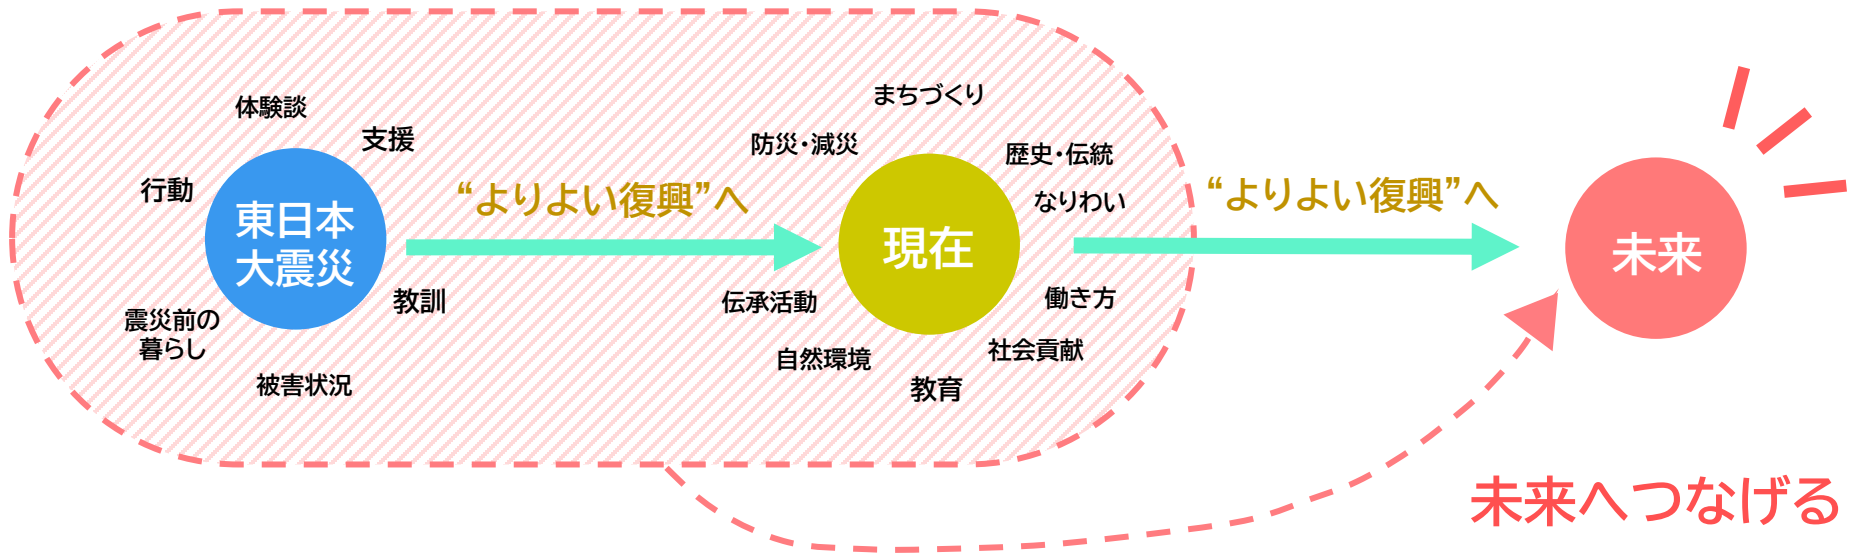 体験談
支援
行動
東日本
大震災
教訓
震災前の
暮らし
被害状況
“よりよい復興”へ
まちづくり
防災・減災
歴史・伝統
なりわい
現在
伝承活動
働き方
自然環境
社会貢献
教育
“よりよい復興”へ
未来
未来へつなげる